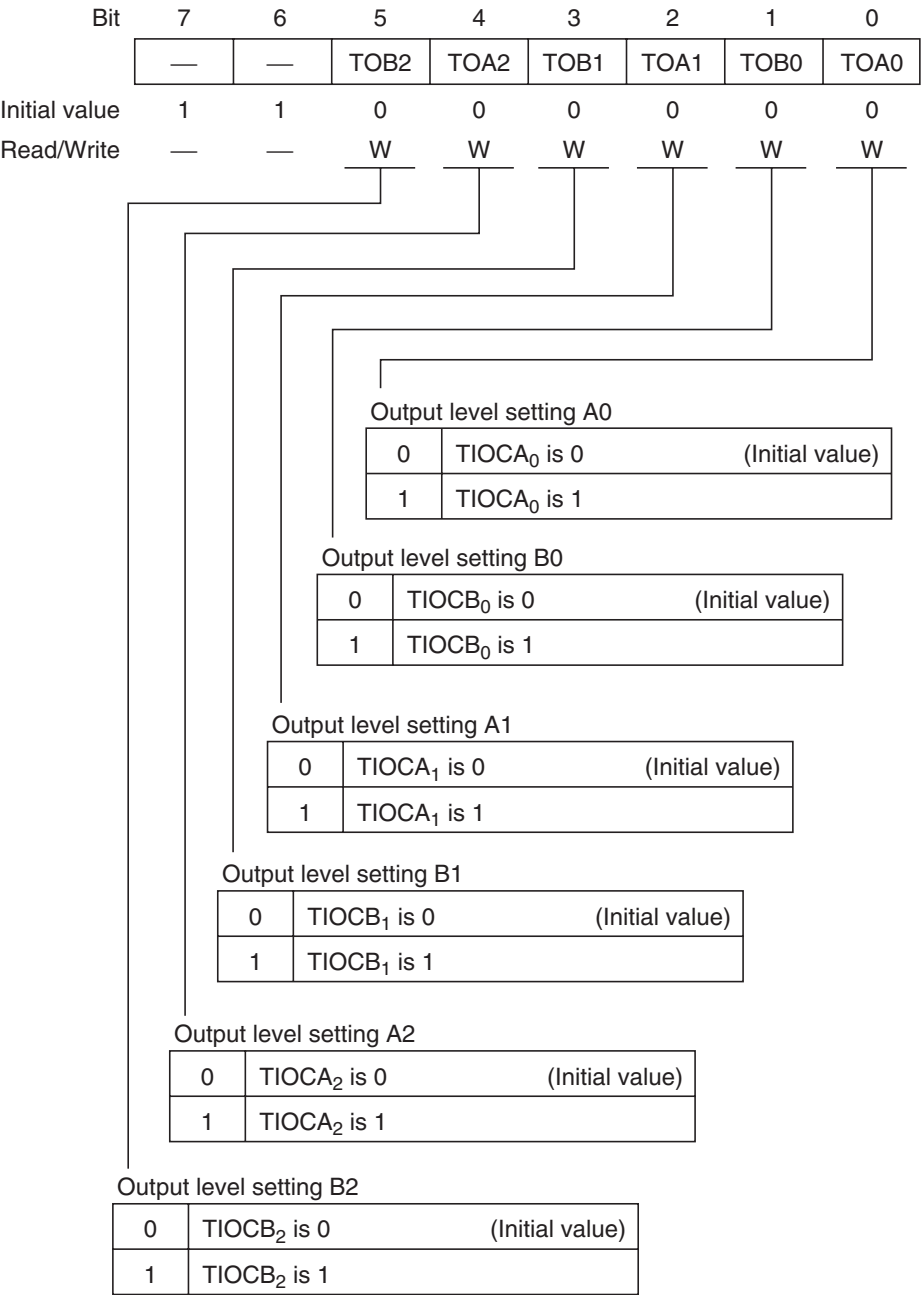 Bit 7 6 5 4 3 2 1 0
— — TOB2 TOA2 TOB1 TOA1 TOB0 TOA0
Initial value 1 1 0 0 0 0 0 0
Read/Write — — W W W W W W
Output level setting A0
0 TIOCA₀ is 0 (Initial value)
1 TIOCA₀ is 1
Output level setting B0
0 TIOCB₀ is 0 (Initial value)
1 TIOCB₀ is 1
Output level setting A1
0 TIOCA₁ is 0 (Initial value)
1 TIOCA₁ is 1
Output level setting B1
0 TIOCB₁ is 0 (Initial value)
1 TIOCB₁ is 1
Output level setting A2
0 TIOCA₂ is 0 (Initial value)
1 TIOCA₂ is 1
Output level setting B2
0 TIOCB₂ is 0 (Initial value)
1 TIOCB₂ is 1